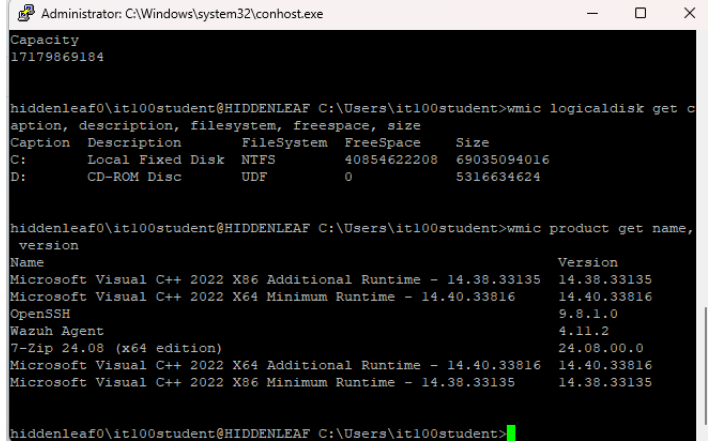 Administrator: C:\Windows\system32\conhost.exe
Capacity
17179869184
hiddenleaf0\it100student@HIDDENLEAF C:\Users\it100student>wmic logicaldisk get c
aption, description, filesystem, freespace, size
Caption  Description       FileSystem  FreeSpace    Size
C:       Local Fixed Disk  NTFS        40854622208  69035094016
D:       CD-ROM Disc       UDF         0            5316634624
hiddenleaf0\it100student@HIDDENLEAF C:\Users\it100student>wmic product get name,
 version
Name                                                            Version
Microsoft Visual C++ 2022 X86 Additional Runtime - 14.38.33135  14.38.33135
Microsoft Visual C++ 2022 X64 Minimum Runtime - 14.40.33816     14.40.33816
OpenSSH                                                         9.8.1.0
Wazuh Agent                                                     4.11.2
7-Zip 24.08 (x64 edition)                                       24.08.00.0
Microsoft Visual C++ 2022 X64 Additional Runtime - 14.40.33816  14.40.33816
Microsoft Visual C++ 2022 X86 Minimum Runtime - 14.38.33135     14.38.33135
hiddenleaf0\it100student@HIDDENLEAF C:\Users\it100student>